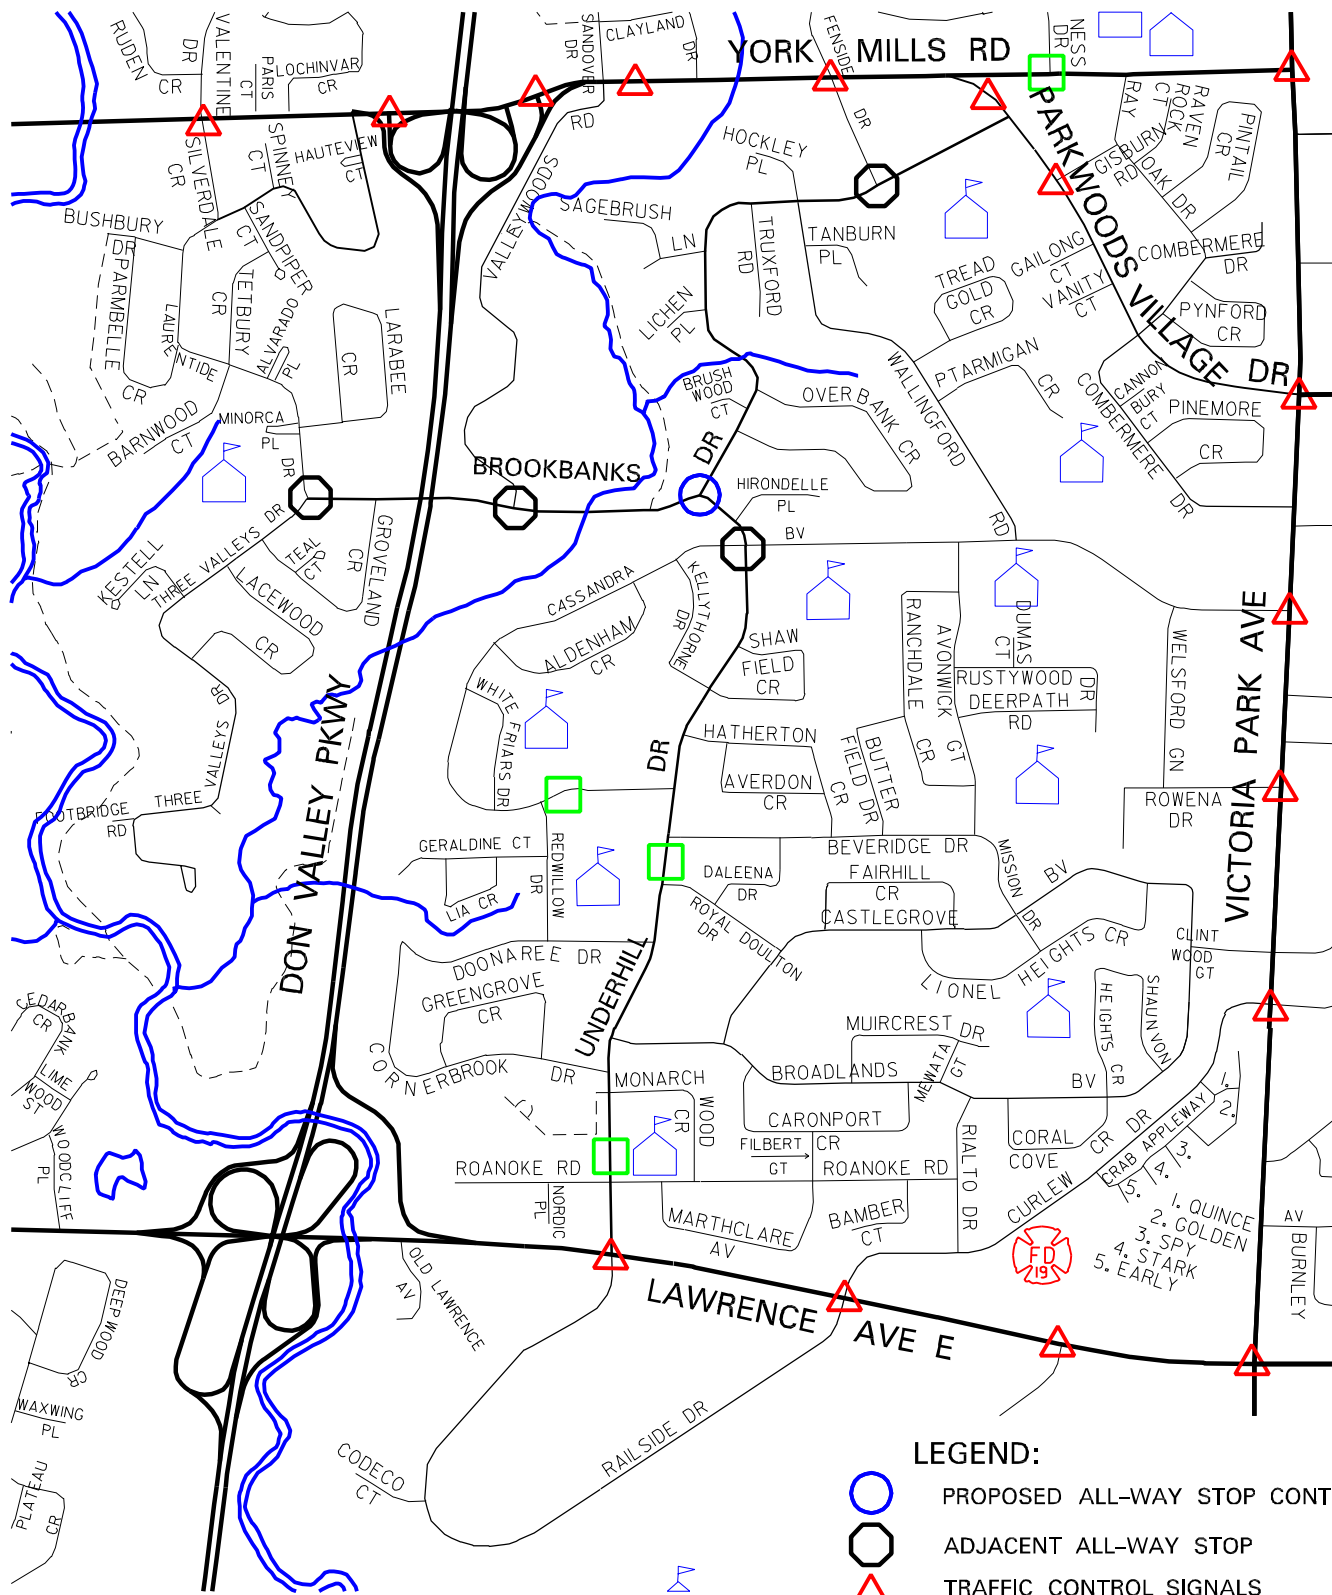 RUDEN
CR
VALENTINE
DR
PARIS
CT
LOCHINVAR
CR
SANDOVER
DR
CLAYLAND
DR
FENSIDE
DR
NESS
DR
YORK MILLS RD
RD
HOCKLEY
PL
SILVERDALE
CR
SPINNEY
CT
HAUTEVIEW
CT
VALLEYWOODS
SAGEBRUSH
LN
TRUXFORD
RD
TANBURN
PL
PARKWOODS VILLAGE DR
RAY
OAK DR
GISBURN
RD
RAVEN
ROCK
CT
PINTAIL
CR
COMBERMERE
DR
GAILONG
CT
VANITY
CT
TREAD
GOLD
CR
PYNFORD
CR
BUSHBURY
DR
PARMBELLE
CR
LAURENTIDE
SANDPIPER
CT
TETBURY
CR
ALVARADO
PL
LARABEE
CR
MINORCA
PL
DR
BARNWOOD
CT
LICHEN
PL
BRUSH
WOOD
CT
OVERBANK CR
WALLINGFORD
RD
PTARMIGAN
CR
COMBERMERE
DR
CANNON
BURY
CT
PINEMORE
CR
BROOKBANKS
DR
HIRONDELLE
PL
CASSANDRA
BV
THREE VALLEYS DR
KESTELL
LN
TEAL
CT
LACEWOOD
CR
GROVELAND
CR
ALDENHAM
CR
KELLYTHORNE
DR
SHAW
FIELD
CR
WHITE FRIARS DR
RANCHDALE
CR
AVONWICK
GT
DUMAS
CT
RUSTYWOOD
DR
DEERPATH
RD
WELSFORD GN
VICTORIA PARK AVE
HATHERTON
CR
AVERDON
CR
BUTTER
FIELD DR
ROWENA
DR
THREE
VALLEYS DR
FOOTBRIDGE
RD
DON VALLEY PKWY
GERALDINE CT
LIA CR
REDWILLOW
DR
DALEENA
DR
ROYAL DOULTON
DR
BEVERIDGE DR
FAIRHILL
CR
CASTLEGROVE
BV
MISSION
DR
LIONEL
HEIGHTS CR
CLINT
WOOD
GT
DOONAREE DR
GREENGROVE
CR
CORNERBROOK
DR
UNDERHILL
DR
MUIRCREST DR
MEWATA
GT
HEIGHTS CR
SHAUNVON
BROADLANDS
BV
CEDARBANK
CR
LIME
WOOD
ST
WOODCLIFF
PL
MONARCH
WOOD
CR
CARONPORT
CR
FILBERT
GT
ROANOKE RD
ROANOKE RD
NORDIC
PL
MARTHCLARE
AV
BAMBER
CT
RIALTO DR
CORAL
COVE
CR
CURLEW
DR
CRAB APPLEWAY
1.
2.
3.
4.
5.
1. QUINCE
2. GOLDEN
3. SPY
4. STARK
5. EARLY
FD
19
AV
BURNLEY
OLD LAWRENCE
AV
LAWRENCE AVE E
DEEPWOOD
CR
WAXWING
PL
PLATEAU
CR
CODECO
CT
RAILSIDE DR
LEGEND:
PROPOSED ALL-WAY STOP CONT
ADJACENT ALL-WAY STOP
TRAFFIC CONTROL SIGNALS